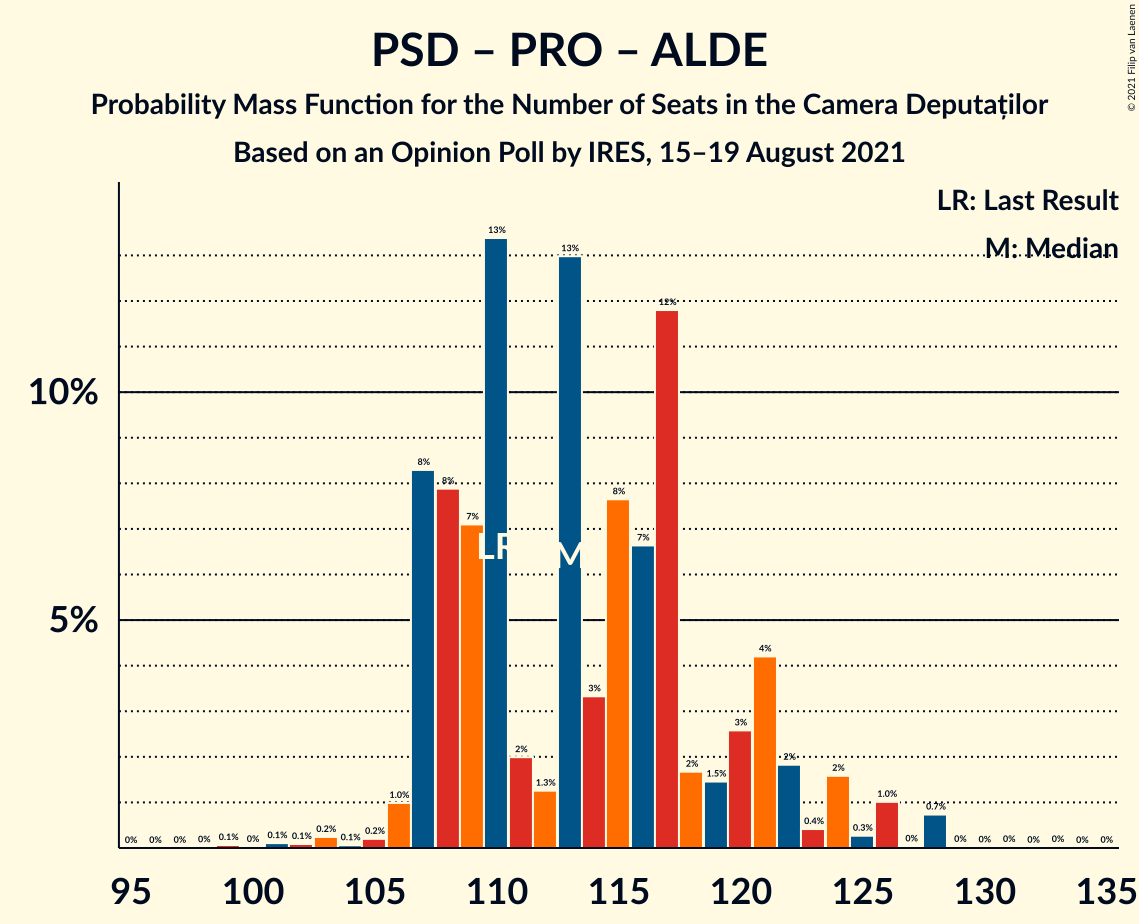 PSD – PRO – ALDE
Probability Mass Function for the Number of Seats in the Camera Deputaților
Based on an Opinion Poll by IRES, 15–19 August 2021
© 2021 Filip van Laenen
LR: Last Result
M: Median
10%
5%
0% 0% 0% 0% 0.1% 0% 0.1% 0.1% 0.2% 0.1% 0.2% 1.0% 8% 8% 7% 13% 2% 1.3% 13% 3% 8% 7% 12% 2% 1.5% 3% 4% 2% 0.4% 2% 0.3% 1.0% 0% 0.7% 0% 0% 0% 0% 0% 0% 0%
LR M
95 100 105 110 115 120 125 130 135